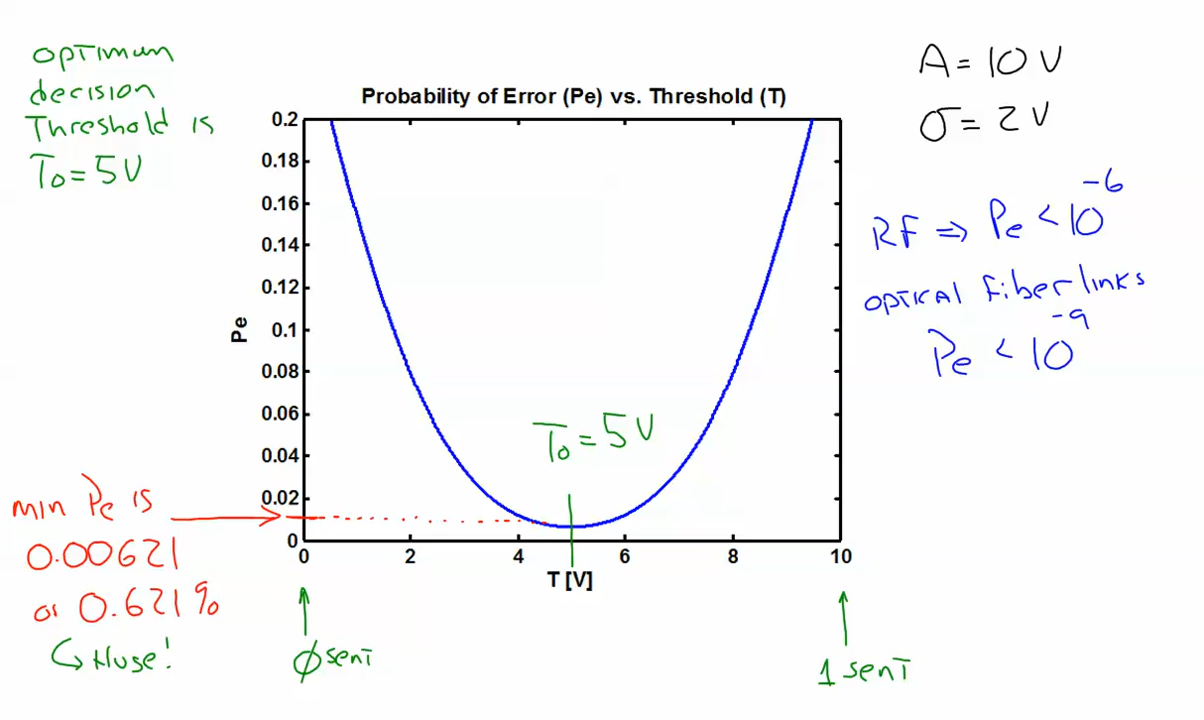 optimum
decision
Threshold is
To = 5V
Probability of Error (Pe) vs. Threshold (T)
A = 10 V
σ = 2 V
RF ⇒ Pe < 10^-6
optical fiber links
Pe < 10^-9
Pe
0.2
0.18
0.16
0.14
0.12
0.1
0.08
0.06
0.04
0.02
0
0 2 4 6 8 10
T [V]
To = 5V
min Pe is
0.00621
or 0.621%
↳ Huge!
∅ sent
1 sent